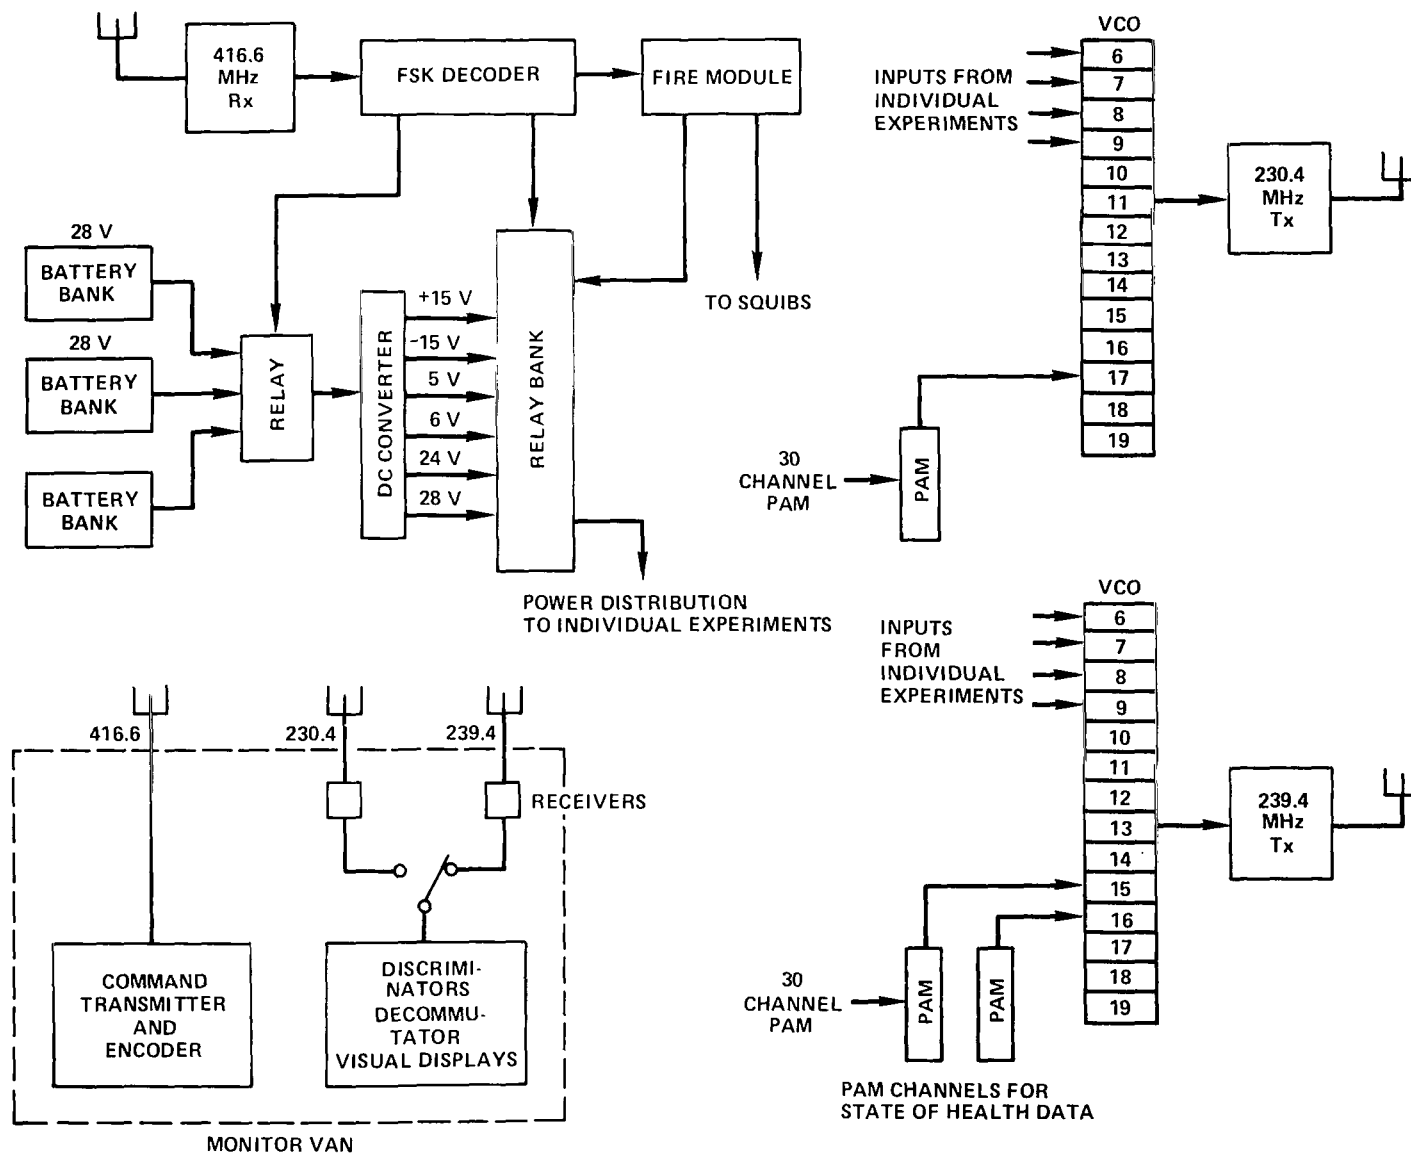 416.6
MHz
Rx
FSK DECODER
FIRE MODULE
28 V
BATTERY
BANK
28 V
BATTERY
BANK
BATTERY
BANK
RELAY
DC CONVERTER
+15 V
-15 V
5 V
6 V
24 V
28 V
RELAY BANK
TO SQUIBS
POWER DISTRIBUTION
TO INDIVIDUAL EXPERIMENTS
VCO
6
7
8
9
10
11
12
13
14
15
16
17
18
19
INPUTS FROM
INDIVIDUAL
EXPERIMENTS
230.4
MHz
Tx
30
CHANNEL
PAM
PAM
416.6
230.4
239.4
RECEIVERS
COMMAND
TRANSMITTER
AND
ENCODER
DISCRIMI-
NATORS
DECOMMU-
TATOR
VISUAL DISPLAYS
MONITOR VAN
VCO
6
7
8
9
10
11
12
13
14
15
16
17
18
19
INPUTS
FROM
INDIVIDUAL
EXPERIMENTS
239.4
MHz
Tx
30
CHANNEL
PAM
PAM
PAM
PAM CHANNELS FOR
STATE OF HEALTH DATA